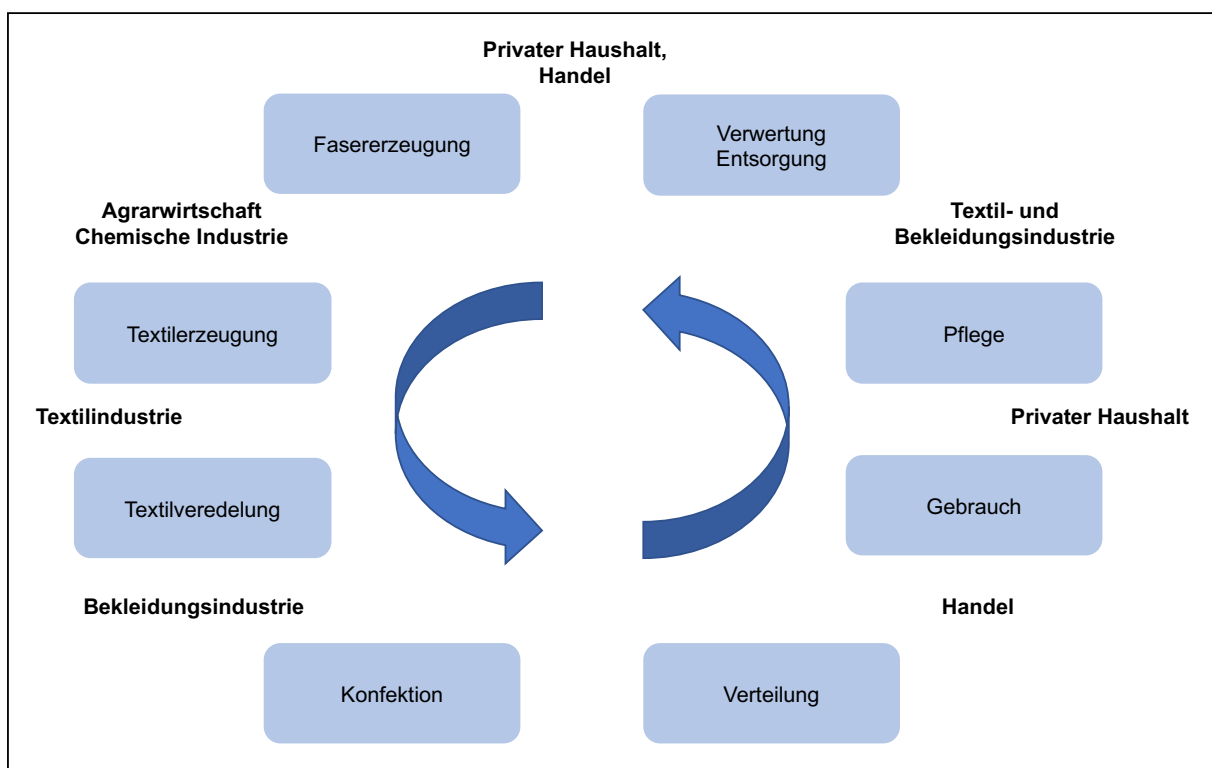 Privater Haushalt,
Handel
Fasererzeugung
Verwertung
Entsorgung
Agrarwirtschaft
Chemische Industrie
Textil- und
Bekleidungsindustrie
Textilerzeugung
Pflege
Textilindustrie
Privater Haushalt
Textilveredelung
Gebrauch
Bekleidungsindustrie
Handel
Konfektion
Verteilung